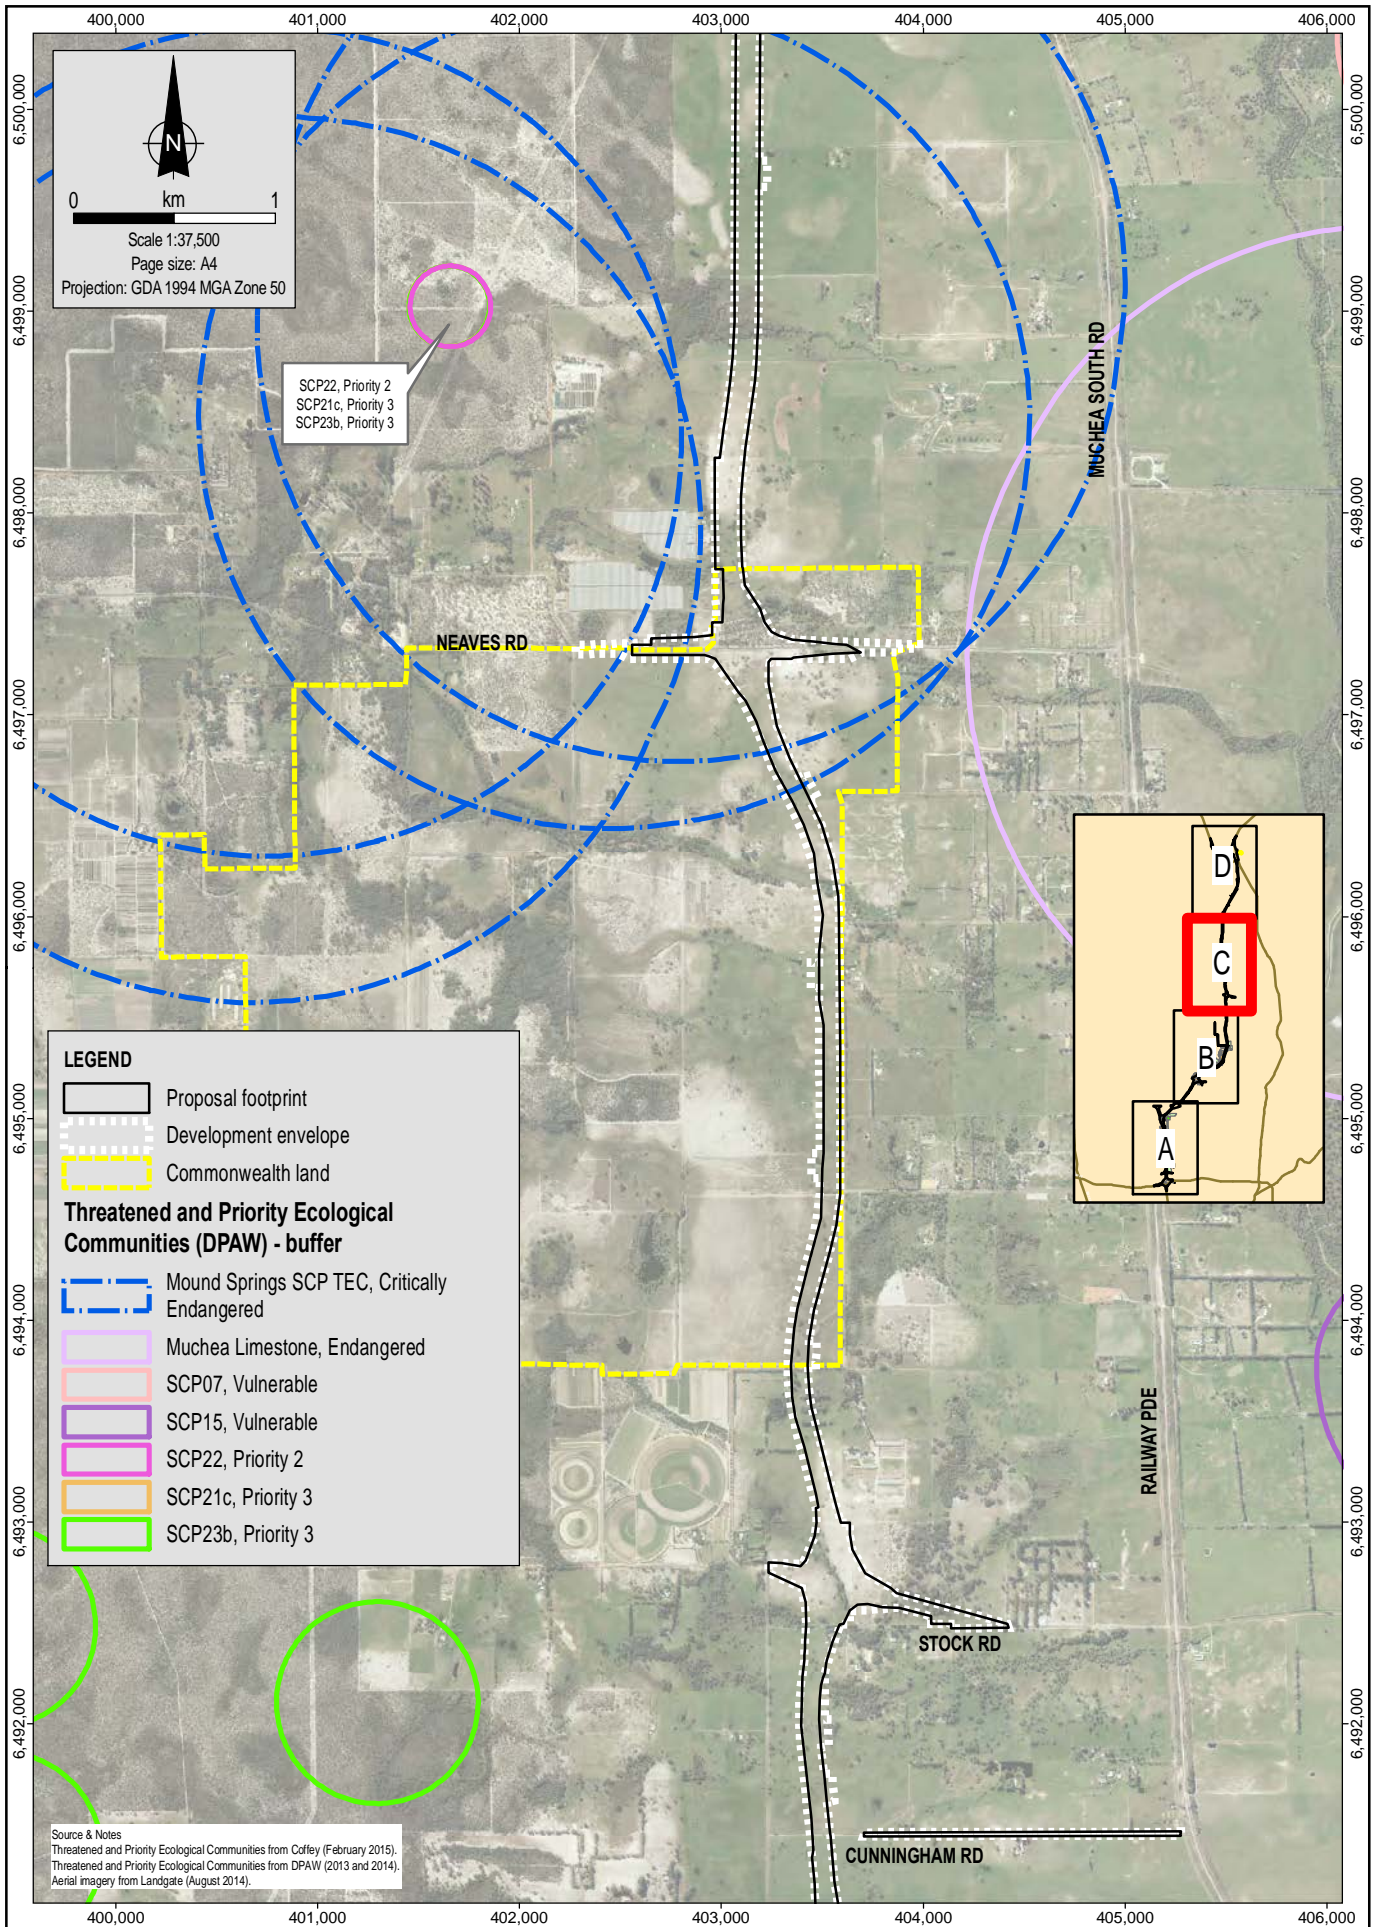 400,000 401,000 402,000 403,000 404,000 405,000 406,000
6,500,000
6,499,000
6,498,000
6,497,000
6,496,000
6,495,000
6,494,000
6,493,000
6,492,000
N
0 km 1
Scale 1:37,500
Page size: A4
Projection: GDA 1994 MGA Zone 50
SCP22, Priority 2
SCP21c, Priority 3
SCP23b, Priority 3
MUCHEA SOUTH RD
NEAVES RD
D
C
B
A
LEGEND
Proposal footprint
Development envelope
Commonwealth land
Threatened and Priority Ecological
Communities (DPAW) - buffer
Mound Springs SCP TEC, Critically
Endangered
Muchea Limestone, Endangered
SCP07, Vulnerable
SCP15, Vulnerable
SCP22, Priority 2
SCP21c, Priority 3
SCP23b, Priority 3
RAILWAY PDE
STOCK RD
CUNNINGHAM RD
Source & Notes
Threatened and Priority Ecological Communities from Coffey (February 2015).
Threatened and Priority Ecological Communities from DPAW (2013 and 2014).
Aerial imagery from Landgate (August 2014).
6,500,000
6,499,000
6,498,000
6,497,000
6,496,000
6,495,000
6,494,000
6,493,000
6,492,000
400,000 401,000 402,000 403,000 404,000 405,000 406,000